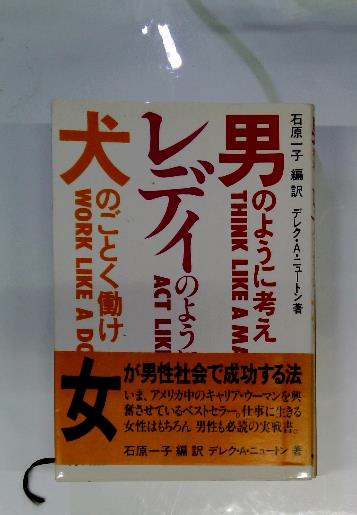 石原一子 編訳 デレク・A・ニュートン 著
男のように考え
THINK LIKE A MA
レディのように
ACT LIKE
犬のごとく働け
WORK LIKE A DO
女が男性社会で成功する法
いま、アメリカ中のキャリア・ウーマンを興
奮させているベストセラー。仕事に生きる
女性はもちろん 男性も必読の実戦書。
石原一子 編訳 デレク・A・ニュートン 著